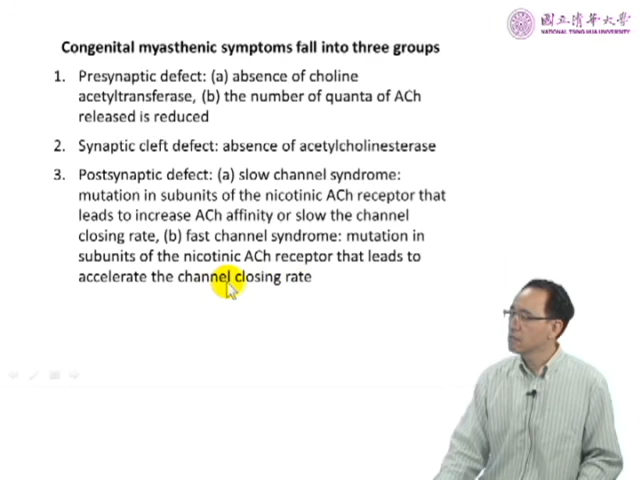 國立清華大學
NATIONAL TSING HUA UNIVERSITY
Congenital myasthenic symptoms fall into three groups
1. Presynaptic defect: (a) absence of choline
acetyltransferase, (b) the number of quanta of ACh
released is reduced
2. Synaptic cleft defect: absence of acetylcholinesterase
3. Postsynaptic defect: (a) slow channel syndrome:
mutation in subunits of the nicotinic ACh receptor that
leads to increase ACh affinity or slow the channel
closing rate, (b) fast channel syndrome: mutation in
subunits of the nicotinic ACh receptor that leads to
accelerate the channel closing rate